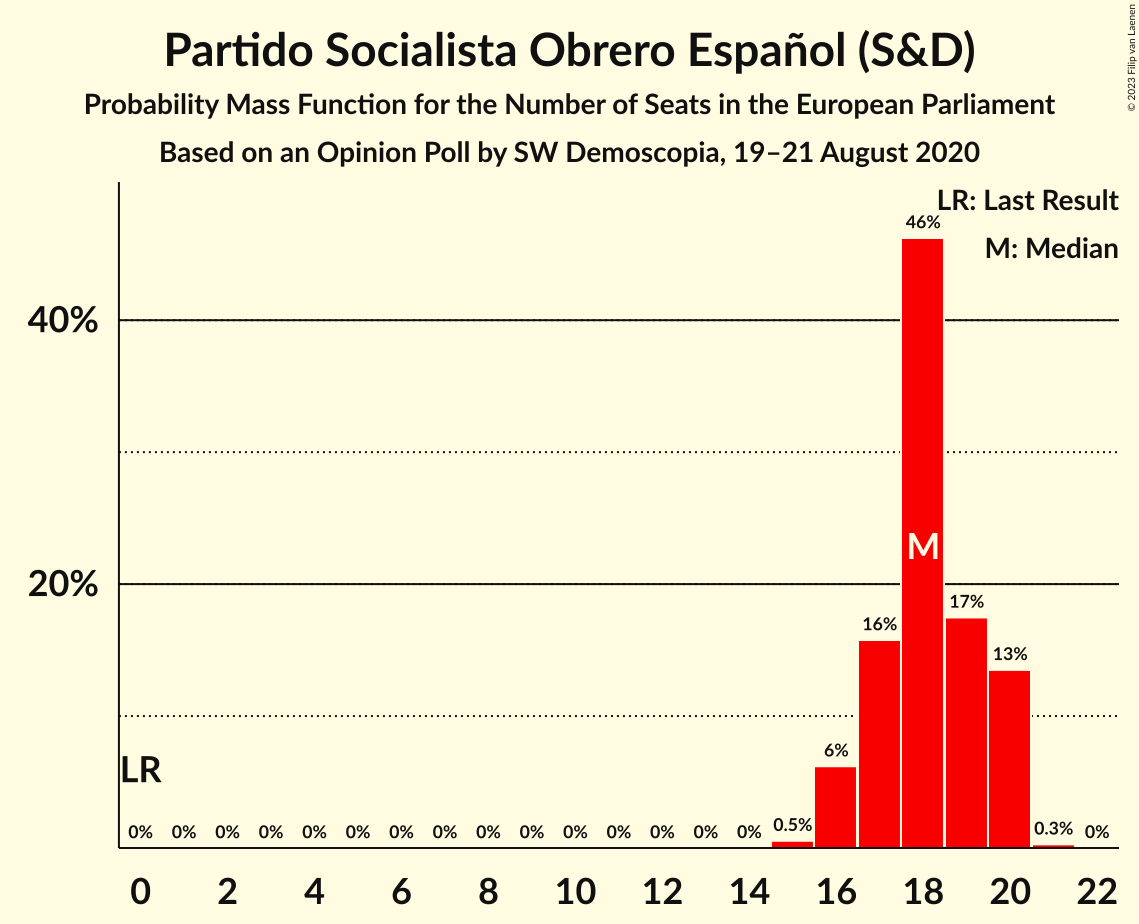 Partido Socialista Obrero Español (S&D)
Probability Mass Function for the Number of Seats in the European Parliament
Based on an Opinion Poll by SW Demoscopia, 19–21 August 2020
© 2023 Filip van Laenen
LR: Last Result
M: Median
40%
20%
46%
M
17%
16%
13%
6%
LR
0% 0% 0% 0% 0% 0% 0% 0% 0% 0% 0% 0% 0% 0% 0% 0.5% 0.3% 0%
0 2 4 6 8 10 12 14 16 18 20 22